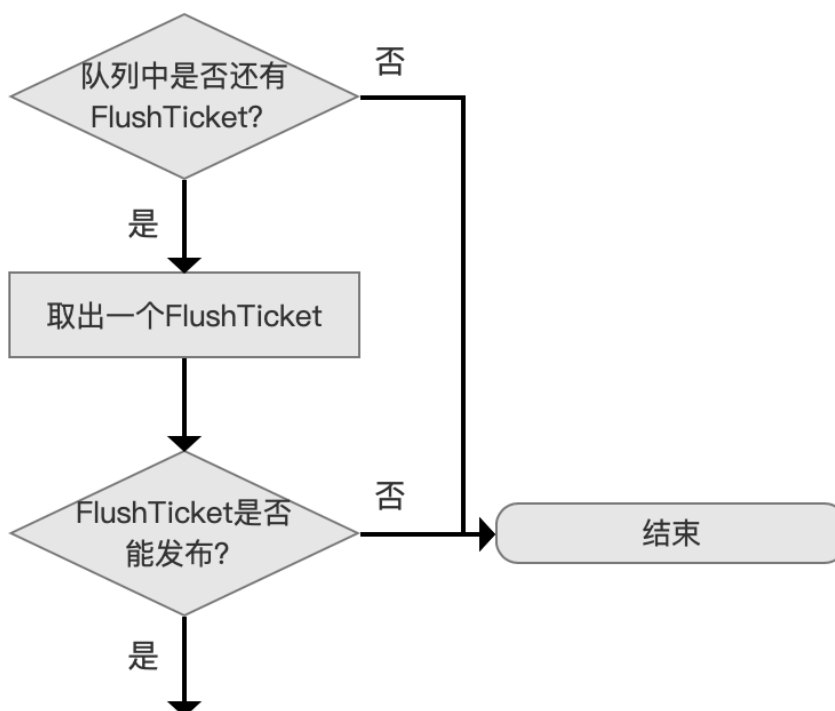 队列中是否还有
FlushTicket?
否
是
取出一个FlushTicket
FlushTicket是否
能发布?
否
结束
是